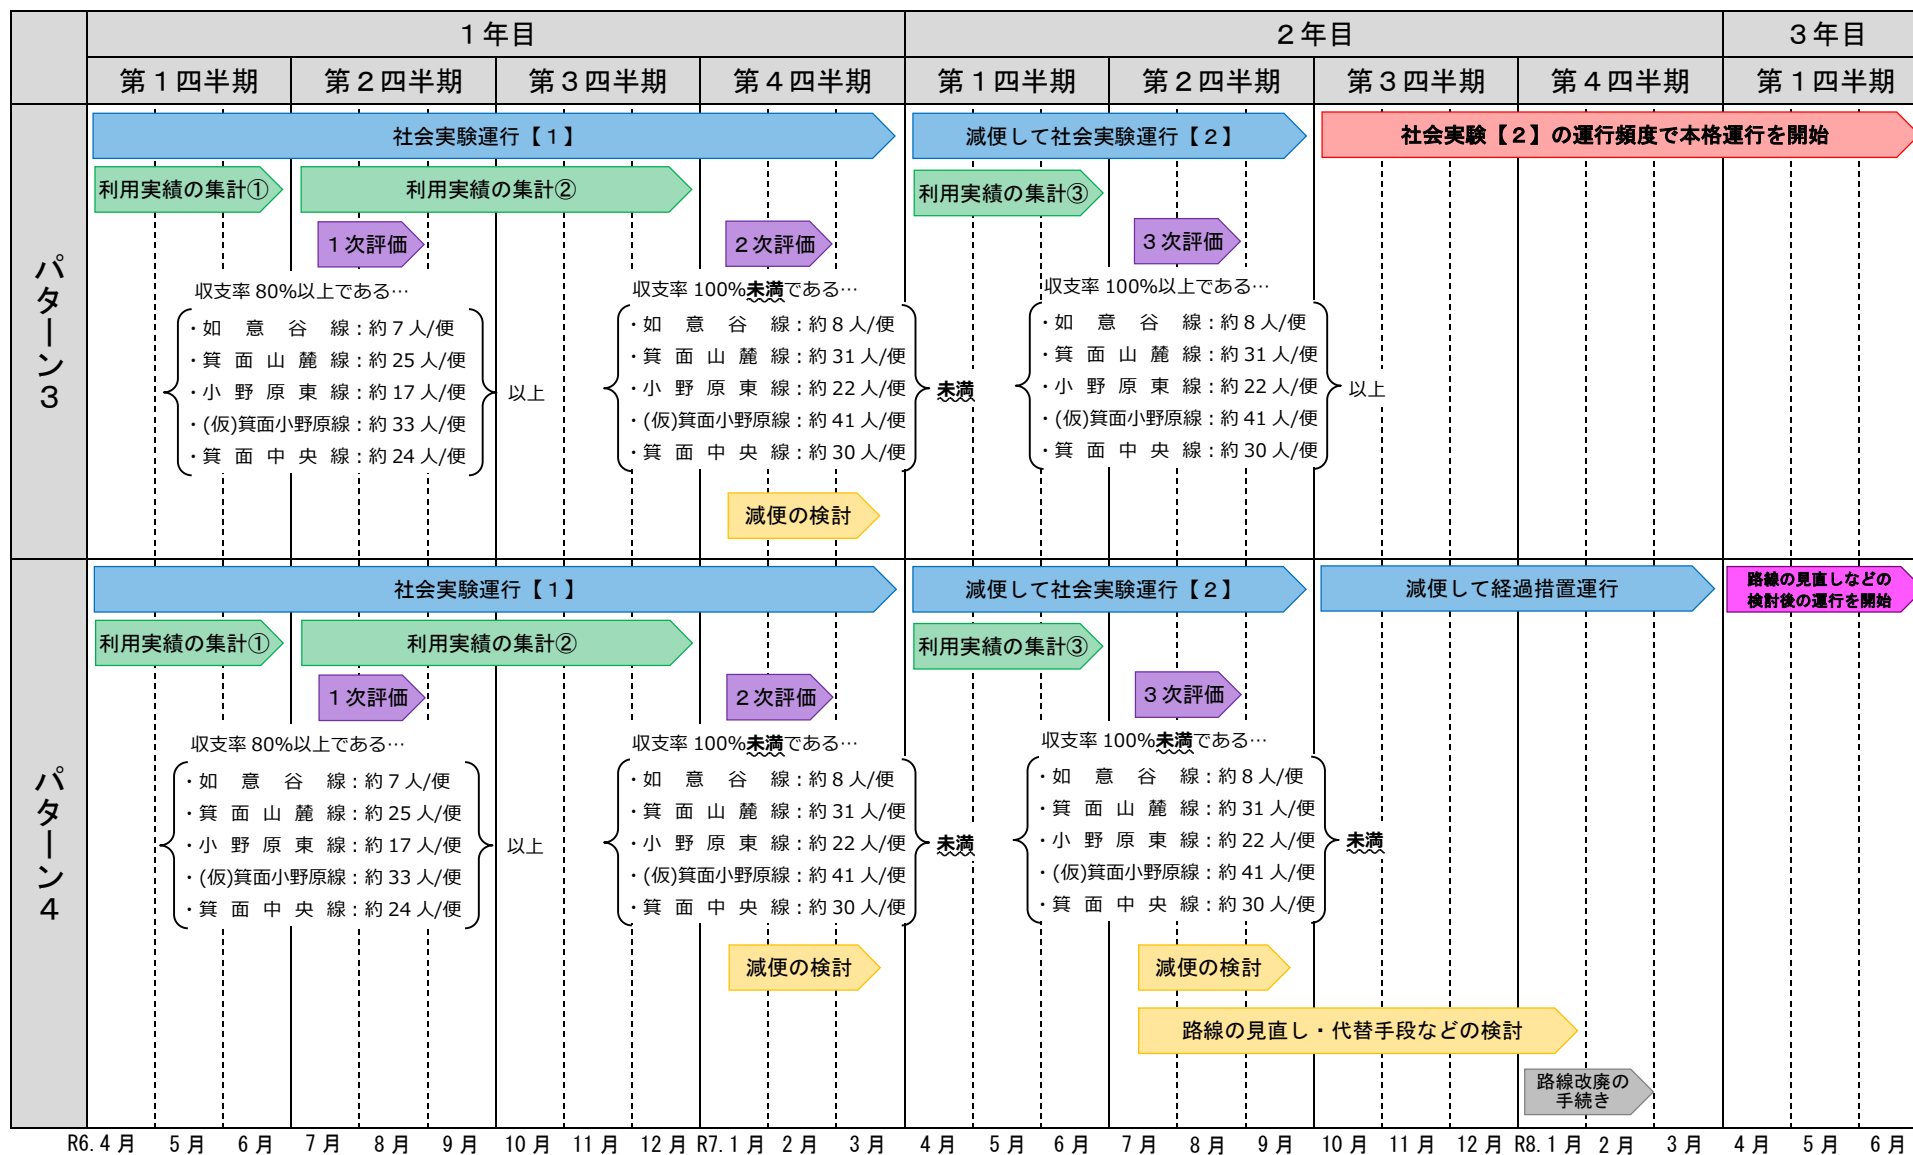 1年目
2年目
3年目
第1四半期
第2四半期
第3四半期
第4四半期
第1四半期
第2四半期
第3四半期
第4四半期
第1四半期
パターン3
社会実験運行【1】
減便して社会実験運行【2】
社会実験【2】の運行頻度で本格運行を開始
利用実績の集計①
利用実績の集計②
利用実績の集計③
1次評価
2次評価
3次評価
収支率 80%以上である…
・如意谷線：約 7 人/便
・箕面山麓線：約 25 人/便
・小野原東線：約 17 人/便
・(仮)箕面小野原線：約 33 人/便
・箕面中央線：約 24 人/便
以上
収支率 100%未満である…
・如意谷線：約 8 人/便
・箕面山麓線：約 31 人/便
・小野原東線：約 22 人/便
・(仮)箕面小野原線：約 41 人/便
・箕面中央線：約 30 人/便
未満
収支率 100%以上である…
・如意谷線：約 8 人/便
・箕面山麓線：約 31 人/便
・小野原東線：約 22 人/便
・(仮)箕面小野原線：約 41 人/便
・箕面中央線：約 30 人/便
以上
減便の検討
パターン4
社会実験運行【1】
減便して社会実験運行【2】
減便して経過措置運行
路線の見直しなどの
検討後の運行を開始
利用実績の集計①
利用実績の集計②
利用実績の集計③
1次評価
2次評価
3次評価
収支率 80%以上である…
・如意谷線：約 7 人/便
・箕面山麓線：約 25 人/便
・小野原東線：約 17 人/便
・(仮)箕面小野原線：約 33 人/便
・箕面中央線：約 24 人/便
以上
収支率 100%未満である…
・如意谷線：約 8 人/便
・箕面山麓線：約 31 人/便
・小野原東線：約 22 人/便
・(仮)箕面小野原線：約 41 人/便
・箕面中央線：約 30 人/便
未満
収支率 100%未満である…
・如意谷線：約 8 人/便
・箕面山麓線：約 31 人/便
・小野原東線：約 22 人/便
・(仮)箕面小野原線：約 41 人/便
・箕面中央線：約 30 人/便
未満
減便の検討
減便の検討
路線の見直し・代替手段などの検討
路線改廃の
手続き
R6.4月 5月 6月 7月 8月 9月 10月 11月 12月 R7.1月 2月 3月 4月 5月 6月 7月 8月 9月 10月 11月 12月 R8.1月 2月 3月 4月 5月 6月